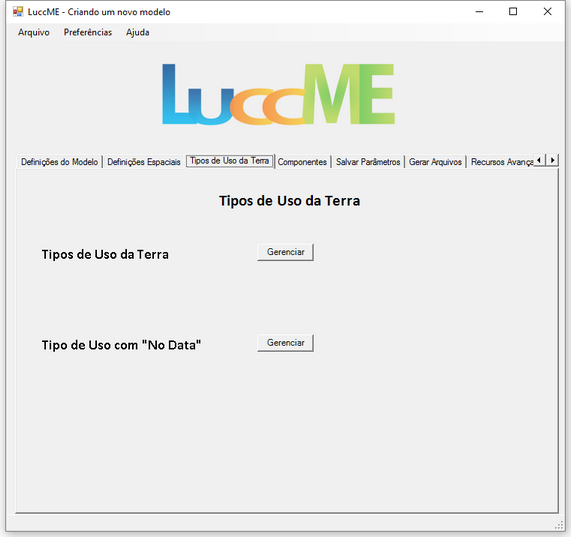 LuccME - Criando um novo modelo
Arquivo Preferências Ajuda
LuccME
Definições do Modelo Definições Espaciais Tipos de Uso da Terra Componentes Salvar Parâmetros Gerar Arquivos Recursos Avança
Tipos de Uso da Terra
Tipos de Uso da Terra Gerenciar
Tipo de Uso com "No Data" Gerenciar